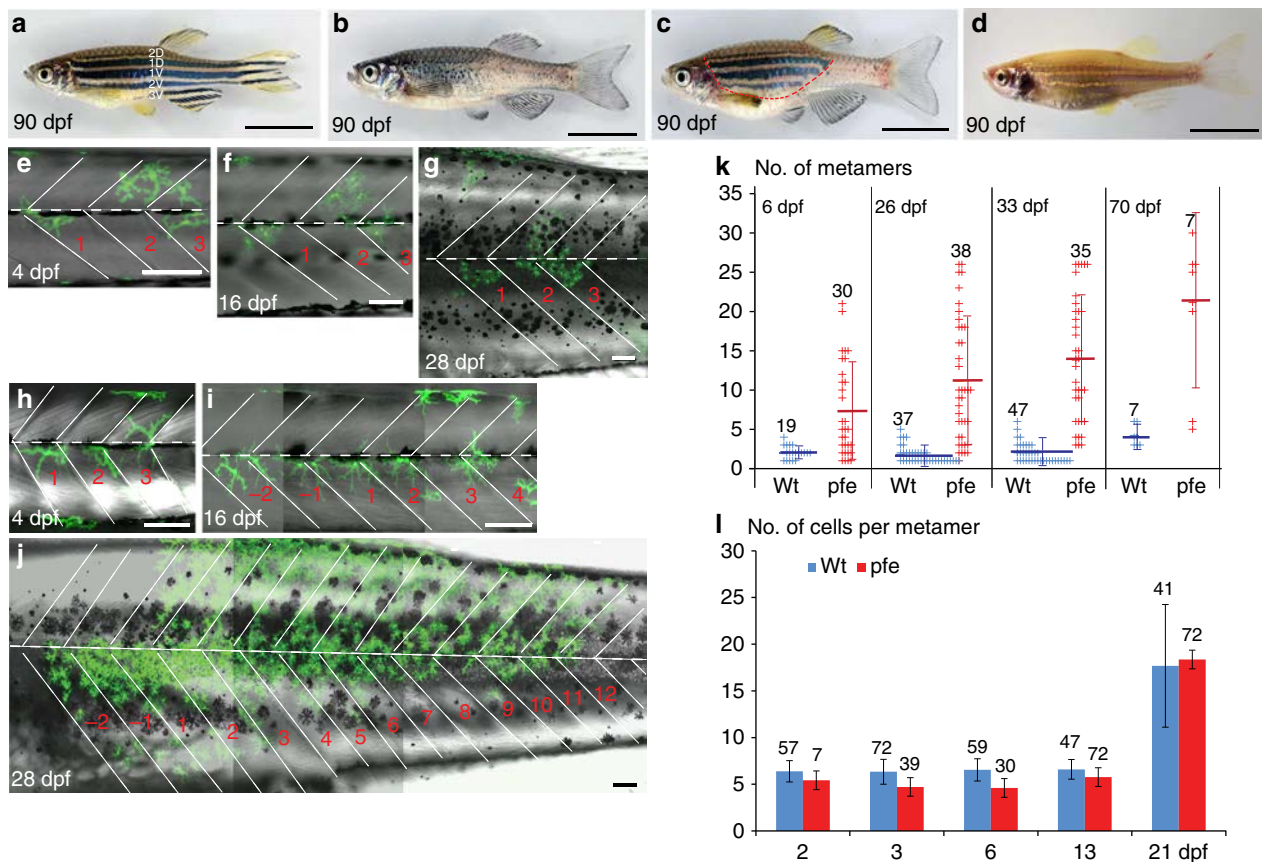 a
2D
1D
1V
2V
3V
90 dpf
b
90 dpf
c
90 dpf
d
90 dpf
e
1 2 3
4 dpf
f
1 2 3
16 dpf
g
1 2 3
28 dpf
h
1 2 3
4 dpf
i
–2 –1 1 2 3 4
16 dpf
j
–2 –1 1 2 3 4 5 6 7 8 9 10 11 12
28 dpf
k No. of metamers
35
30
25
20
15
10
5
0
6 dpf 26 dpf 33 dpf 70 dpf
19 30 37 38 47 35 7 7
Wt pfe Wt pfe Wt pfe Wt pfe
l No. of cells per metamer
30
25
20
15
10
5
0
Wt pfe
57 7 72 39 59 30 47 72 41 72
2 3 6 13 21 dpf